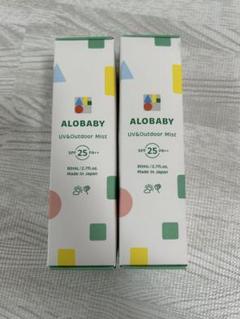 ALOBABY
UV&Outdoor Mist
SPF 25 PA++
80mL/2.7fl.oz.
Made in Japan
ALOBABY
UV&Outdoor Mist
SPF 25 PA++
80mL/2.7fl.oz.
Made in Japan